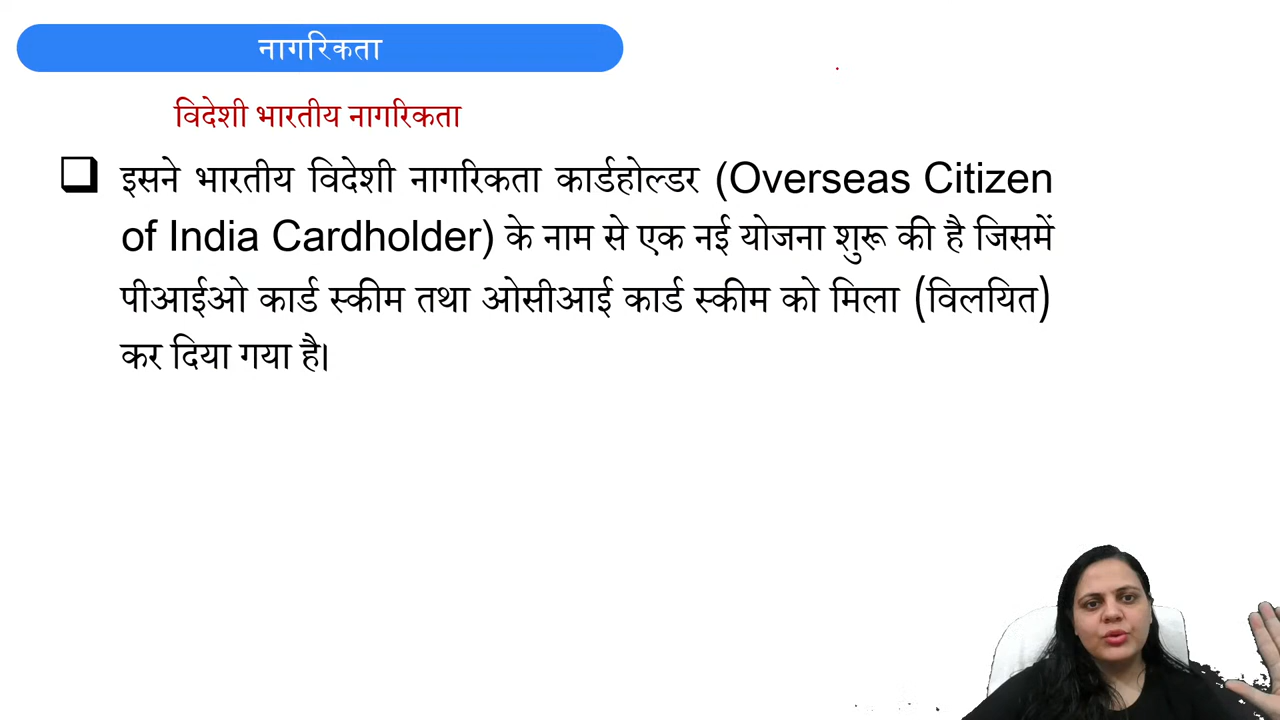 नागरिकता
विदेशी भारतीय नागरिकता
इसने भारतीय विदेशी नागरिकता कार्डहोल्डर (Overseas Citizen
of India Cardholder) के नाम से एक नई योजना शुरू की है जिसमें
पीआईओ कार्ड स्कीम तथा ओसीआई कार्ड स्कीम को मिला (विलयित)
कर दिया गया है।